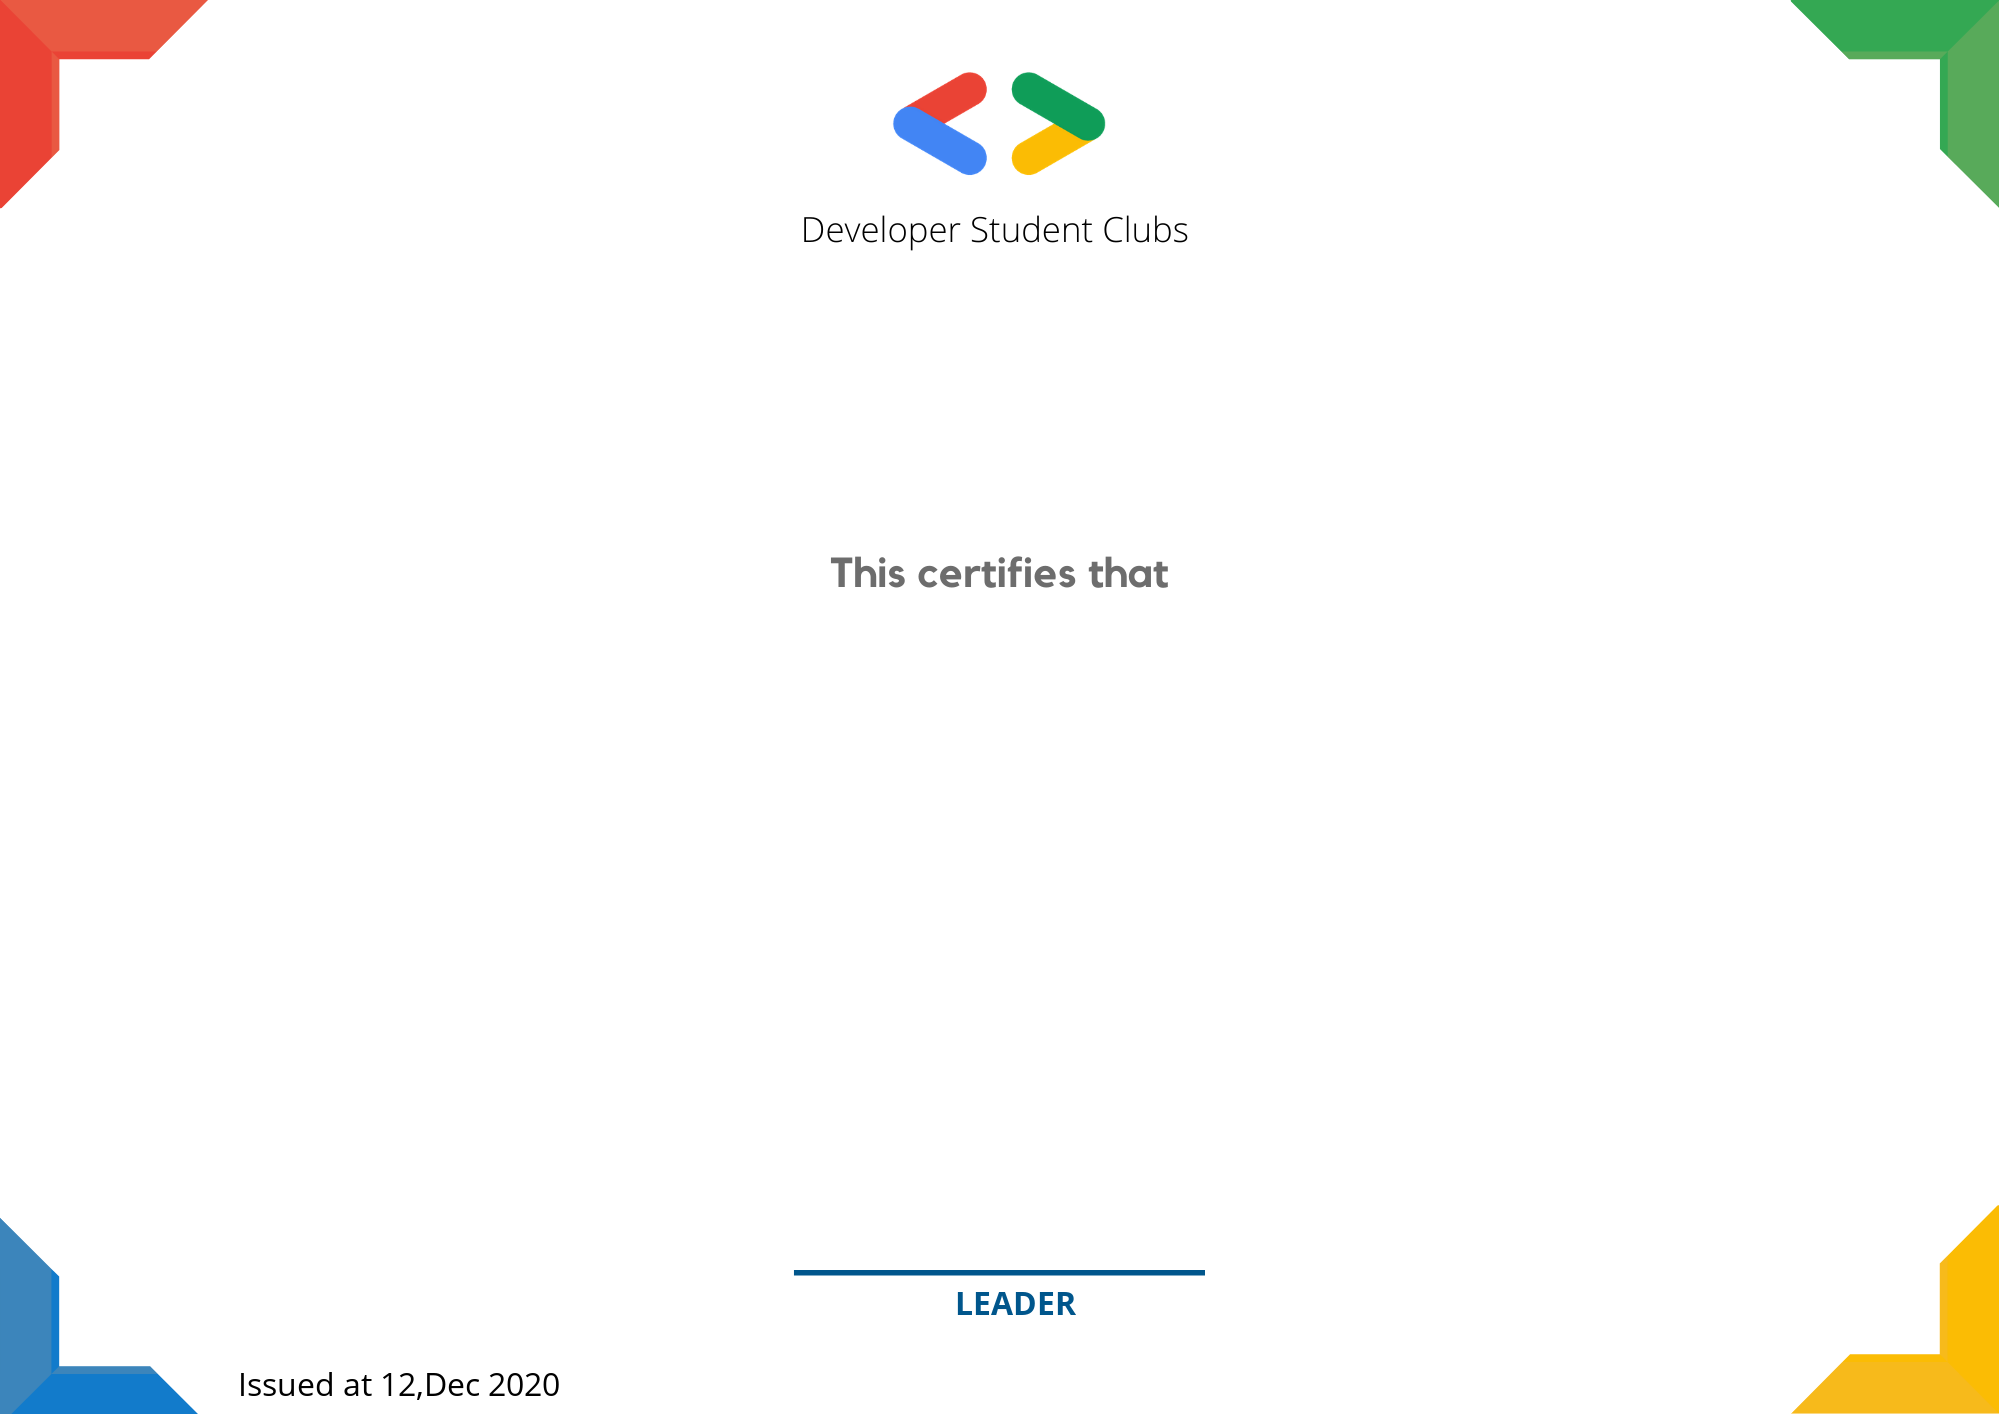 Developer Student Clubs
This certifies that
LEADER
Issued at 12,Dec 2020